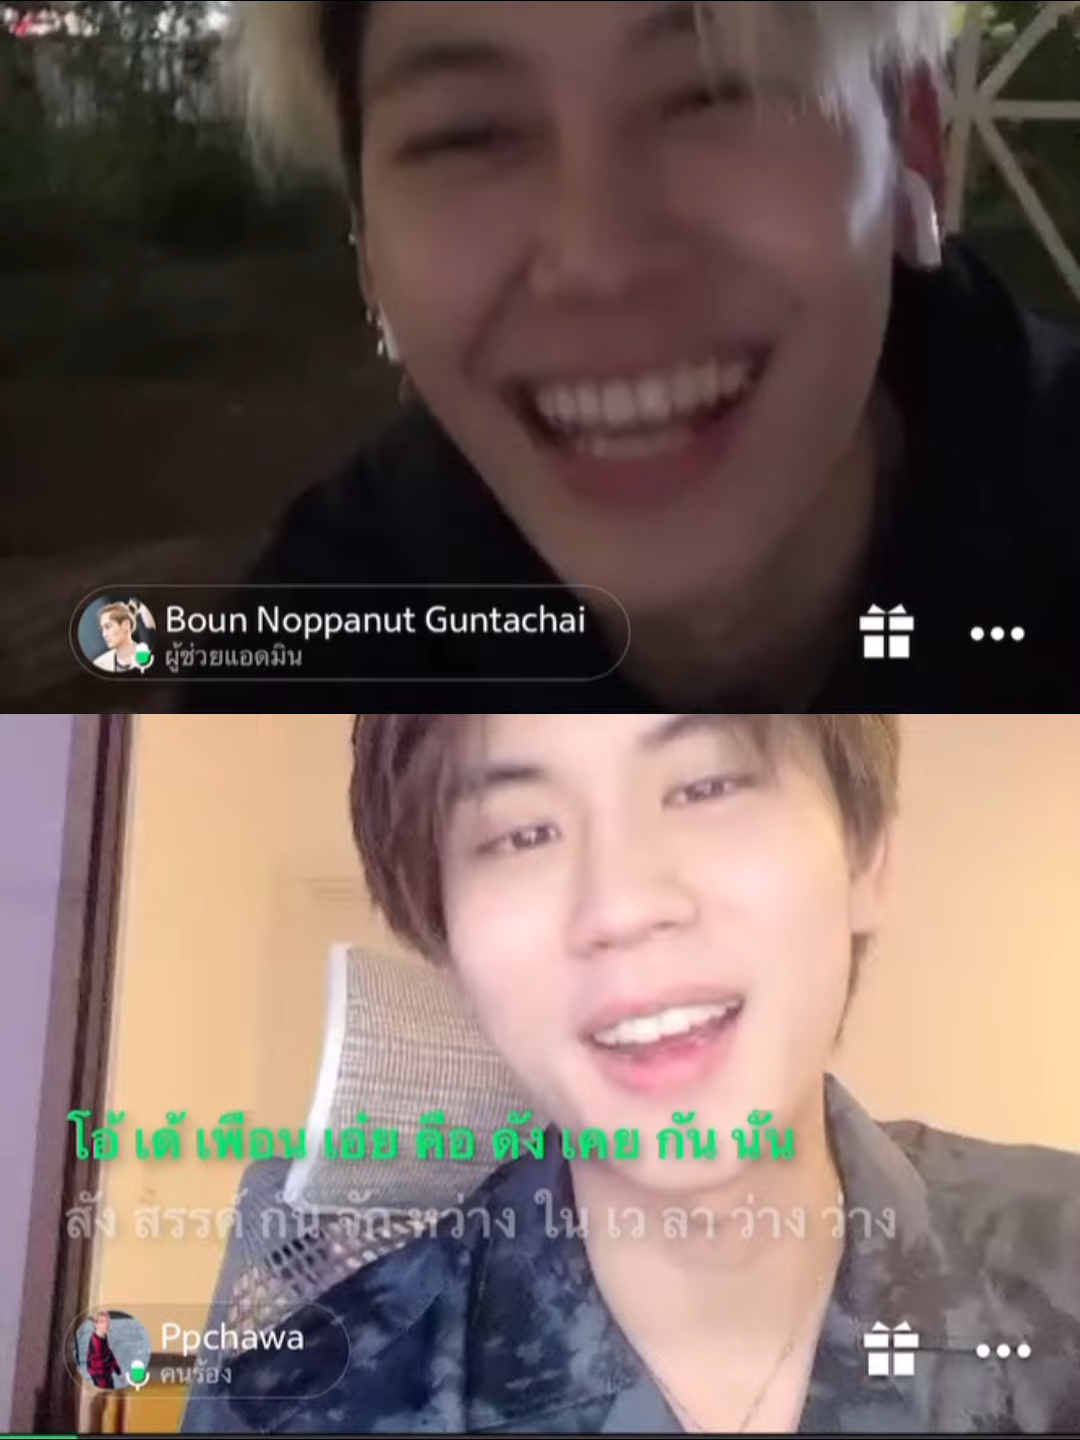 Boun Noppanut Guntachai
ผู้ช่วยแอดมิน
โอ้ เด้ เพื่อน เอ๋ย คือ ดั่ง เคย กัน นั้น
สัง สรรค์ กัน จัก หว่าง ใน เว ลา ว่าง ว่าง
Ppchawa
คนร้อง